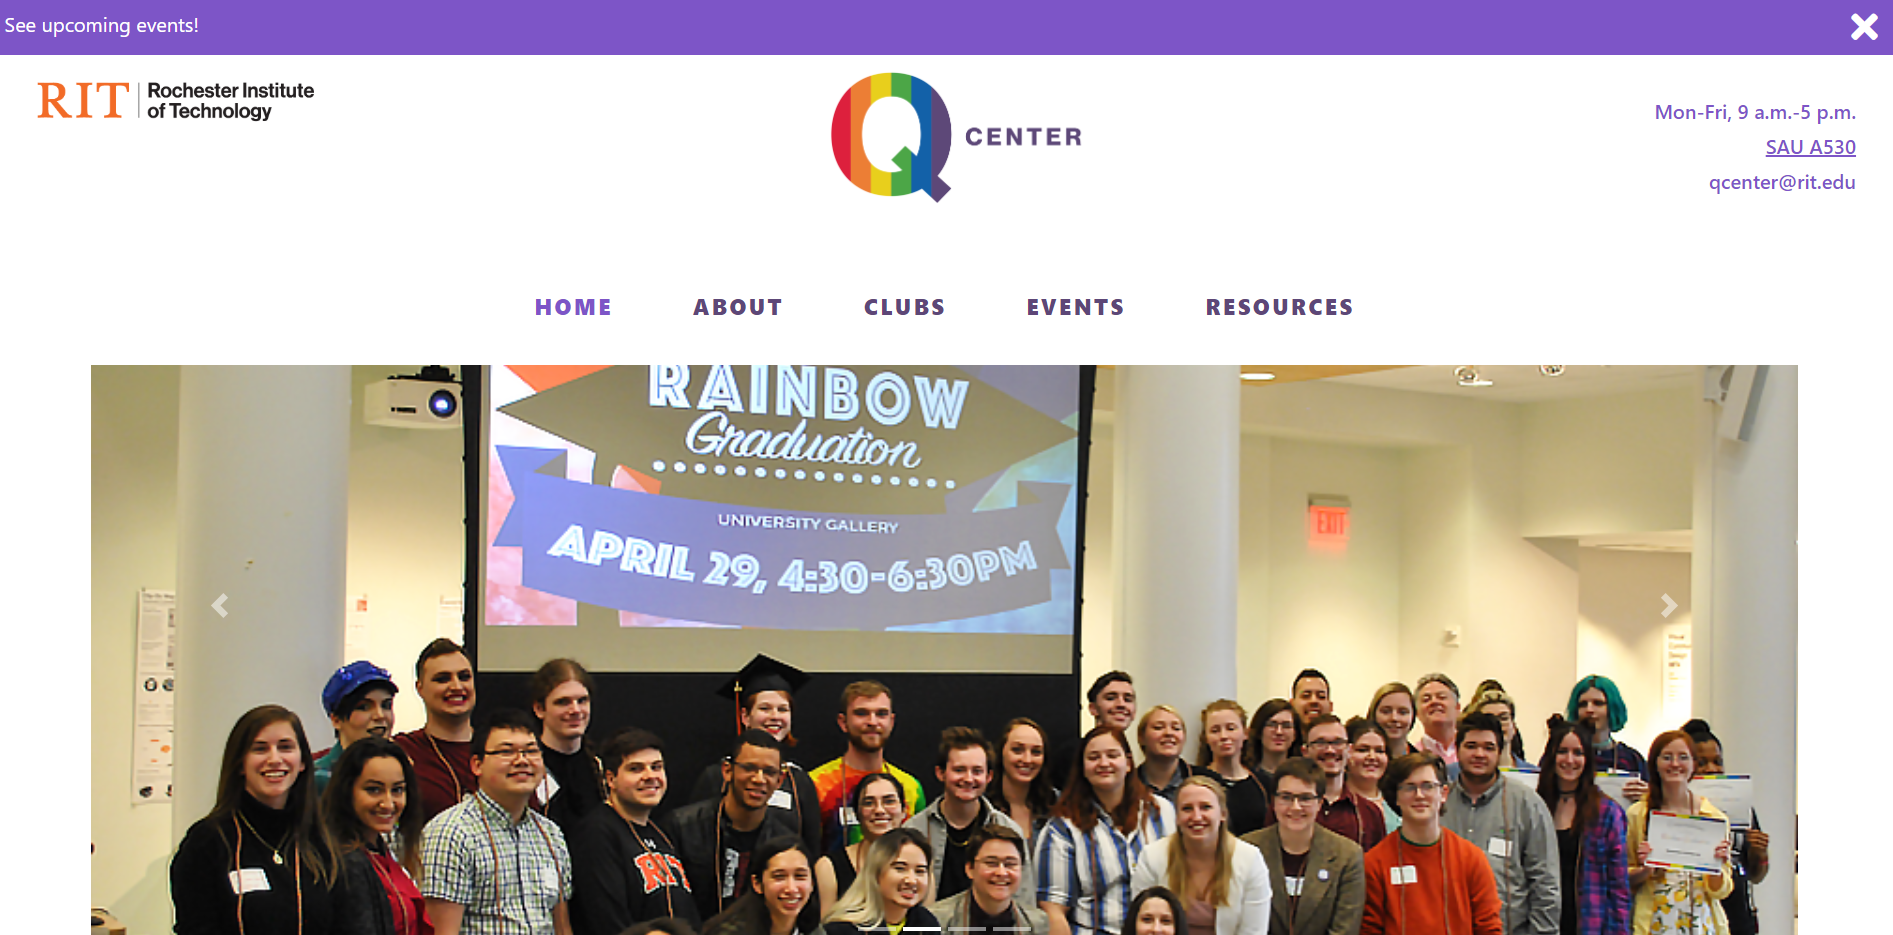 See upcoming events!
RIT
Rochester Institute
of Technology
Q CENTER
Mon-Fri, 9 a.m.-5 p.m.
SAU A530
qcenter@rit.edu
HOME
ABOUT
CLUBS
EVENTS
RESOURCES
RAINBOW
Graduation
UNIVERSITY GALLERY
APRIL 29, 4:30-6:30PM
EXIT
RIT